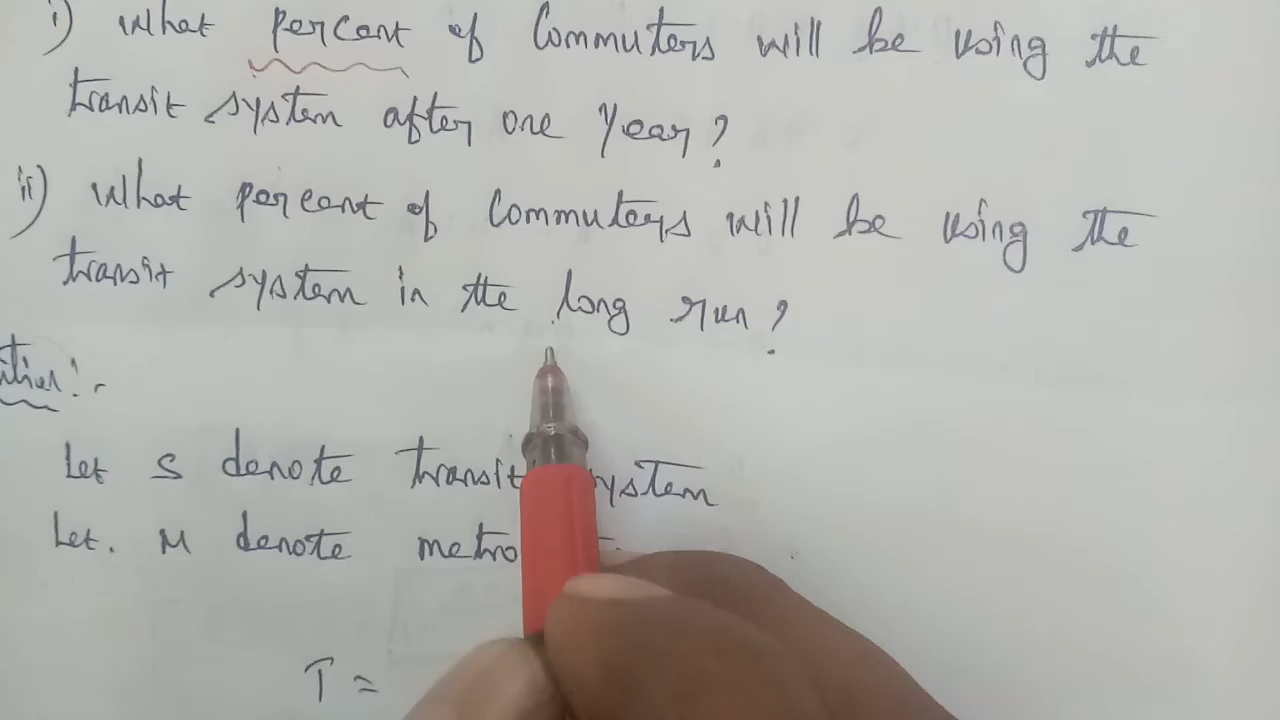 i) What percent of Commuters will be using the
transit system after one Year?
ii) What percent of Commuters will be using the
transit system in the long run?
Let S denote transit system
Let. M denote metro
T =